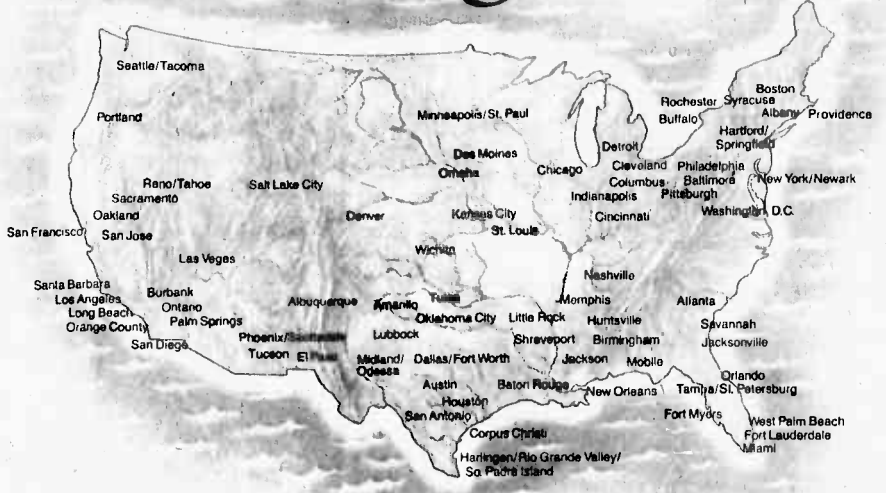 Seattle/Tacoma
Portland
Minneapolis/St. Paul
Boston
Rochester
Syracuse
Albany
Providence
Buffalo
Hartford/
Springfield
Detroit
Des Moines
Omaha
Chicago
Cleveland
Philadelphia
Columbus
Baltimore
New York/Newark
Indianapolis
Pittsburgh
Reno/Tahoe
Salt Lake City
Sacramento
Oakland
Denver
Kansas City
Cincinnati
Washington, D.C.
San Francisco
San Jose
St. Louis
Wichita
Las Vegas
Nashville
Santa Barbara
Burbank
Los Angeles
Albuquerque
Amarillo
Tulsa
Memphis
Atlanta
Ontario
Long Beach
Palm Springs
Oklahoma City
Little Rock
Huntsville
Savannah
Orange County
San Diego
Phoenix/Scottsdale
Lubbock
Shreveport
Birmingham
Jacksonville
Tucson
El Paso
Midland/
Odessa
Dallas/Fort Worth
Jackson
Mobile
Orlando
Austin
Baton Rouge
New Orleans
Tampa/St. Petersburg
Houston
San Antonio
Fort Myers
West Palm Beach
Corpus Christi
Fort Lauderdale
Miami
Harlingen/Rio Grande Valley/
So. Padre Island